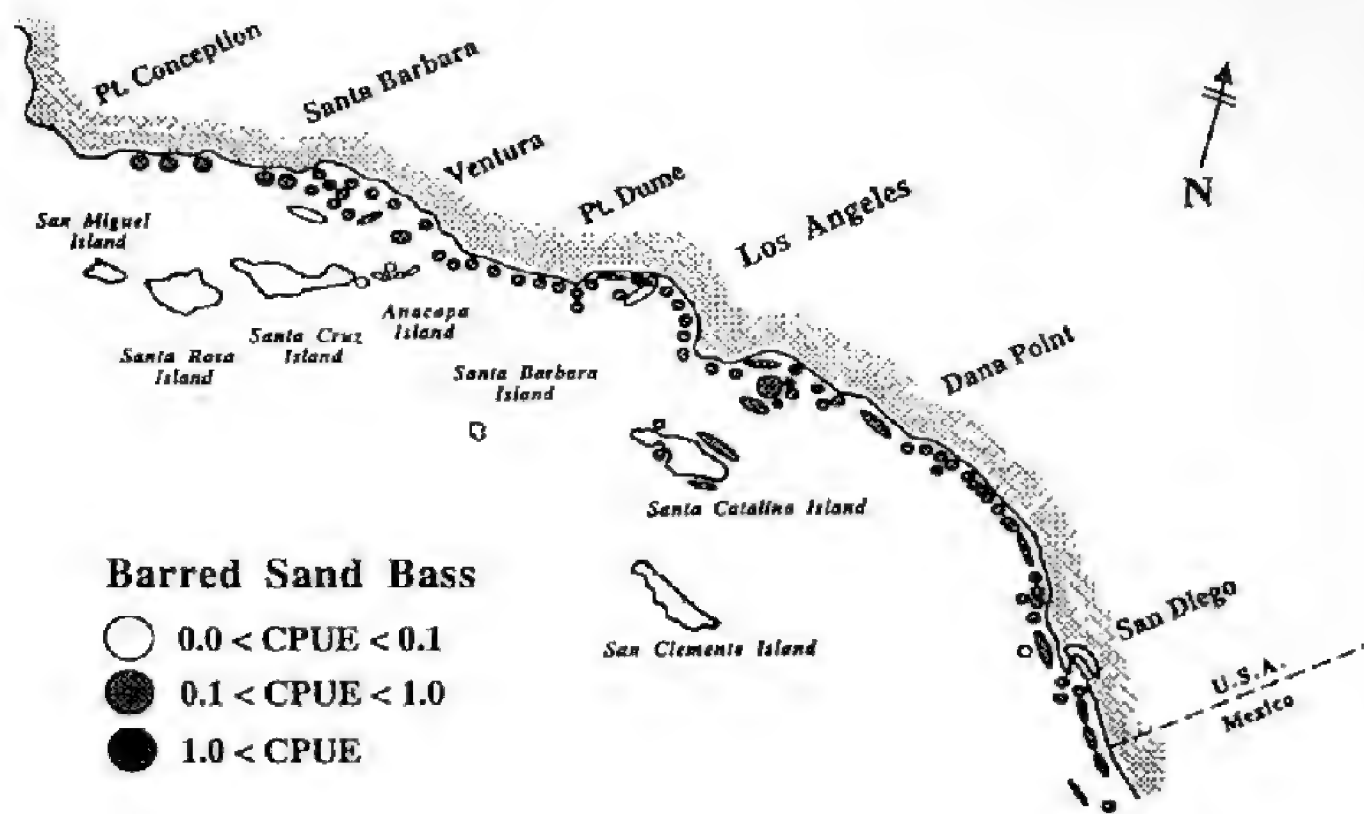 Pt. Conception
Santa Barbara
Ventura
Pt. Dume
Los Angeles
Dana Point
San Diego
N
San Miguel
Island
Santa Rosa
Island
Santa Cruz
Island
Anacapa
Island
Santa Barbara
Island
Santa Catalina Island
San Clemente Island
U.S.A.
Mexico
Barred Sand Bass
0.0 < CPUE < 0.1
0.1 < CPUE < 1.0
1.0 < CPUE